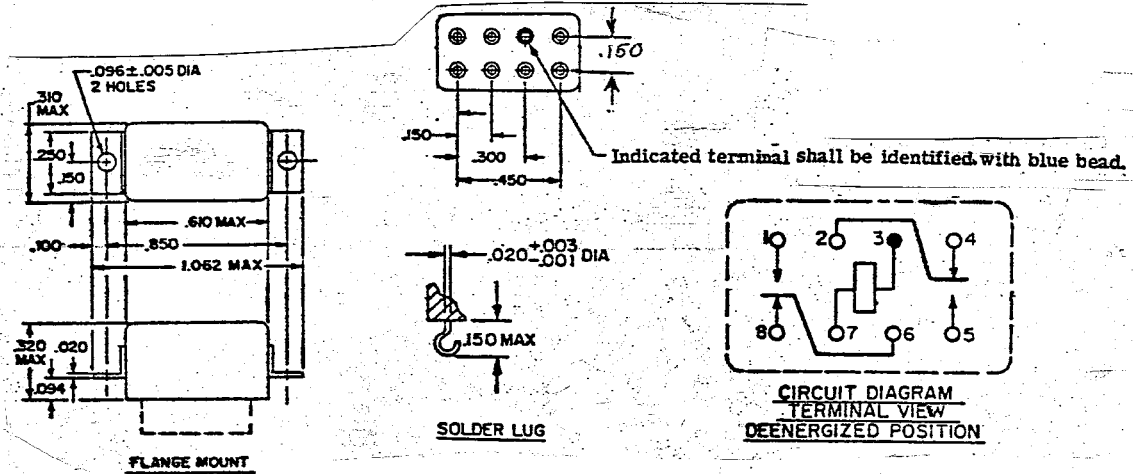 .096±.005 DIA
2 HOLES
.310
MAX
.250
.150
.610 MAX
.100
.850
1.062 MAX
.320
MAX
.020
.094
FLANGE MOUNT
.150
.150
.300
.450
Indicated terminal shall be identified with blue bead.
.020 +.003 -.001 DIA
.150 MAX
SOLDER LUG
1 2 3 4
8 7 6 5
CIRCUIT DIAGRAM
TERMINAL VIEW
DEENERGIZED POSITION